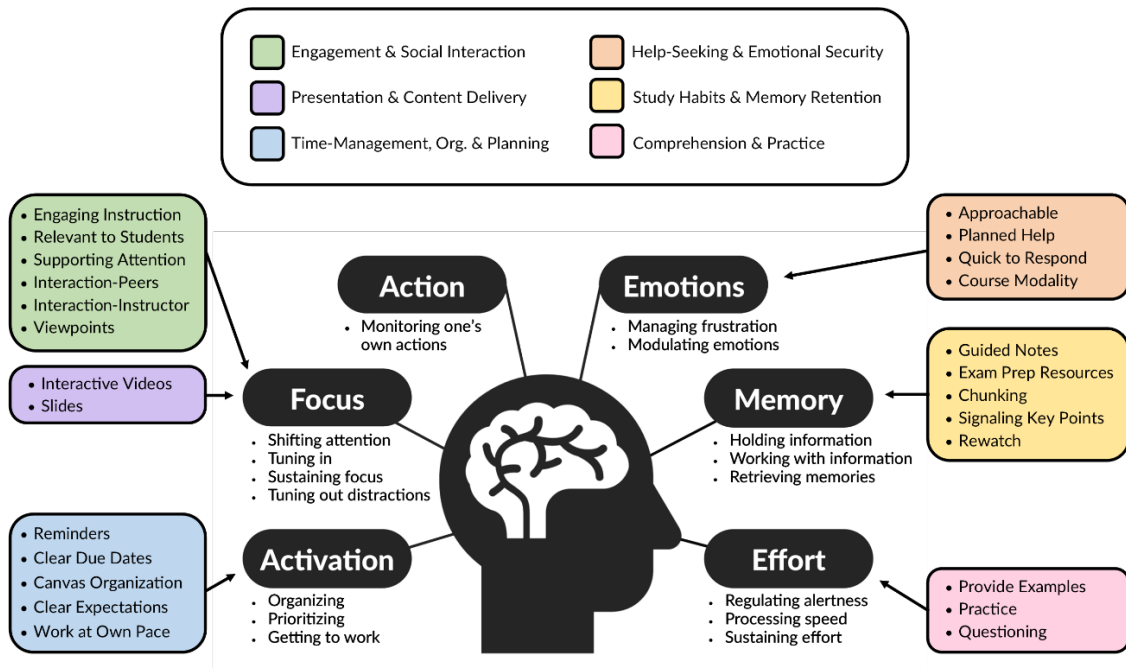 Engagement & Social Interaction
Presentation & Content Delivery
Time-Management, Org. & Planning
Help-Seeking & Emotional Security
Study Habits & Memory Retention
Comprehension & Practice
• Engaging Instruction
• Relevant to Students
• Supporting Attention
• Interaction-Peers
• Interaction-Instructor
• Viewpoints
• Interactive Videos
• Slides
• Reminders
• Clear Due Dates
• Canvas Organization
• Clear Expectations
• Work at Own Pace
Action
• Monitoring one's
own actions
Focus
• Shifting attention
• Tuning in
• Sustaining focus
• Tuning out distractions
Activation
• Organizing
• Prioritizing
• Getting to work
Emotions
• Managing frustration
• Modulating emotions
Memory
• Holding information
• Working with information
• Retrieving memories
Effort
• Regulating alertness
• Processing speed
• Sustaining effort
• Approachable
• Planned Help
• Quick to Respond
• Course Modality
• Guided Notes
• Exam Prep Resources
• Chunking
• Signaling Key Points
• Rewatch
• Provide Examples
• Practice
• Questioning